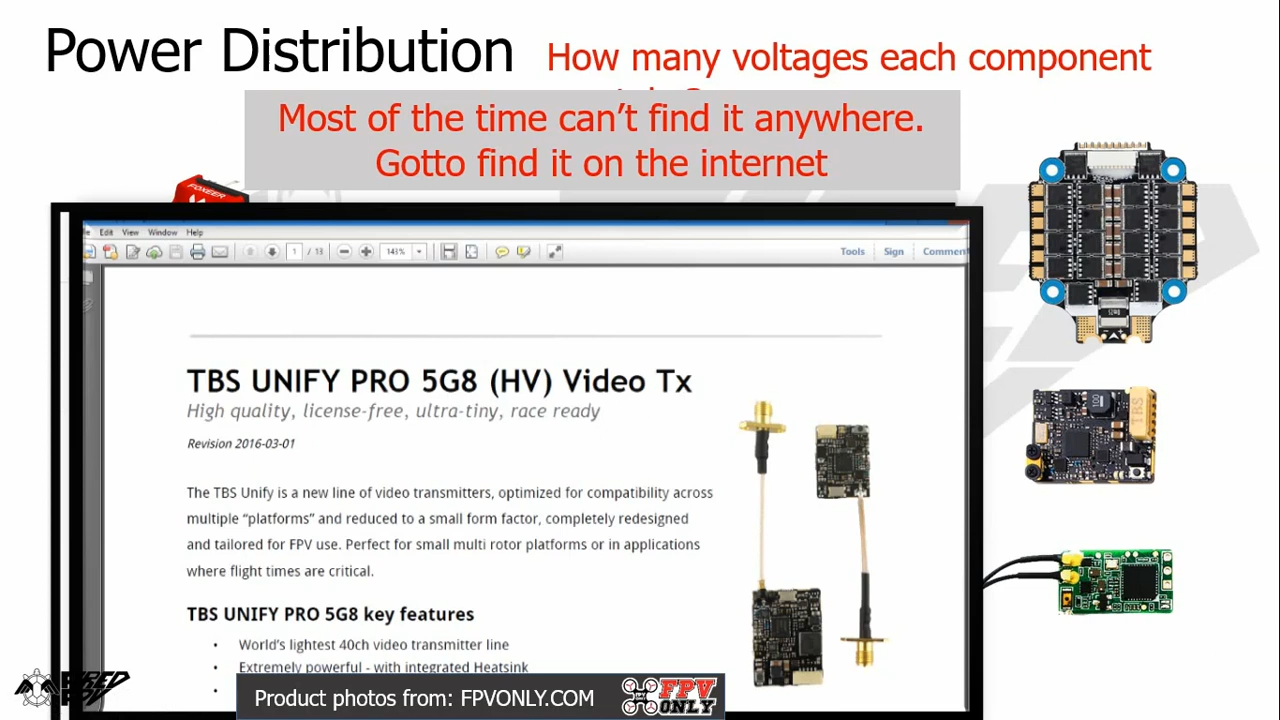 Power Distribution How many voltages each component
Most of the time can't find it anywhere.
Gotto find it on the internet
FOXEER
Edit View Window Help
1 / 13 143% Tools Sign Comment
TBS UNIFY PRO 5G8 (HV) Video Tx
High quality, license-free, ultra-tiny, race ready
Revision 2016-03-01
The TBS Unify is a new line of video transmitters, optimized for compatibility across
multiple “platforms” and reduced to a small form factor, completely redesigned
and tailored for FPV use. Perfect for small multi rotor platforms or in applications
where flight times are critical.
TBS UNIFY PRO 5G8 key features
• World's lightest 40ch video transmitter line
• Extremely powerful - with integrated Heatsink
•
TBS
100
Product photos from: FPVONLY.COM
FPV
ONLY